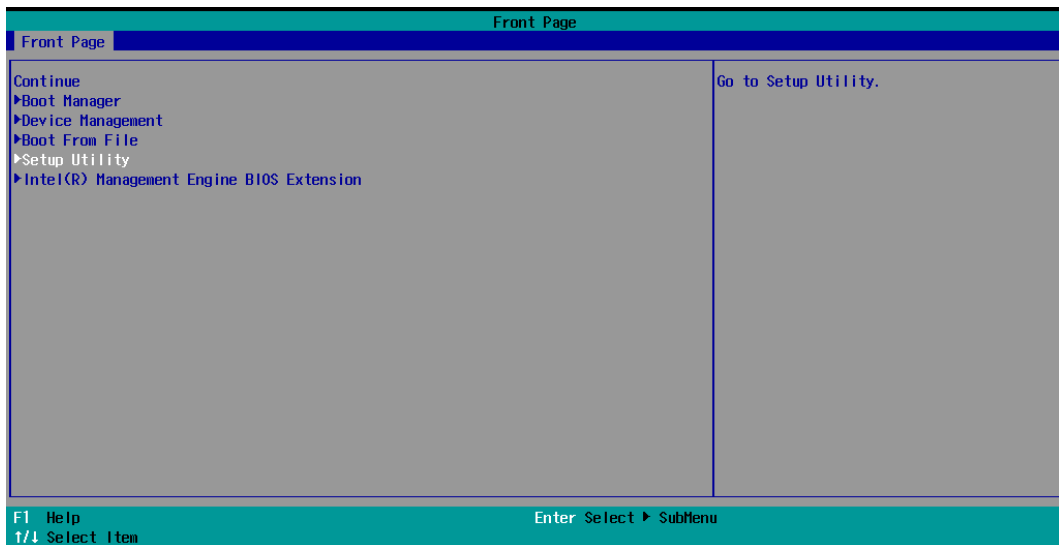 Front Page
Front Page
Continue
▶Boot Manager
▶Device Management
▶Boot From File
▶Setup Utility
▶Intel(R) Management Engine BIOS Extension
Go to Setup Utility.
F1 Help
Enter Select ▶ SubMenu
↑/↓ Select Item